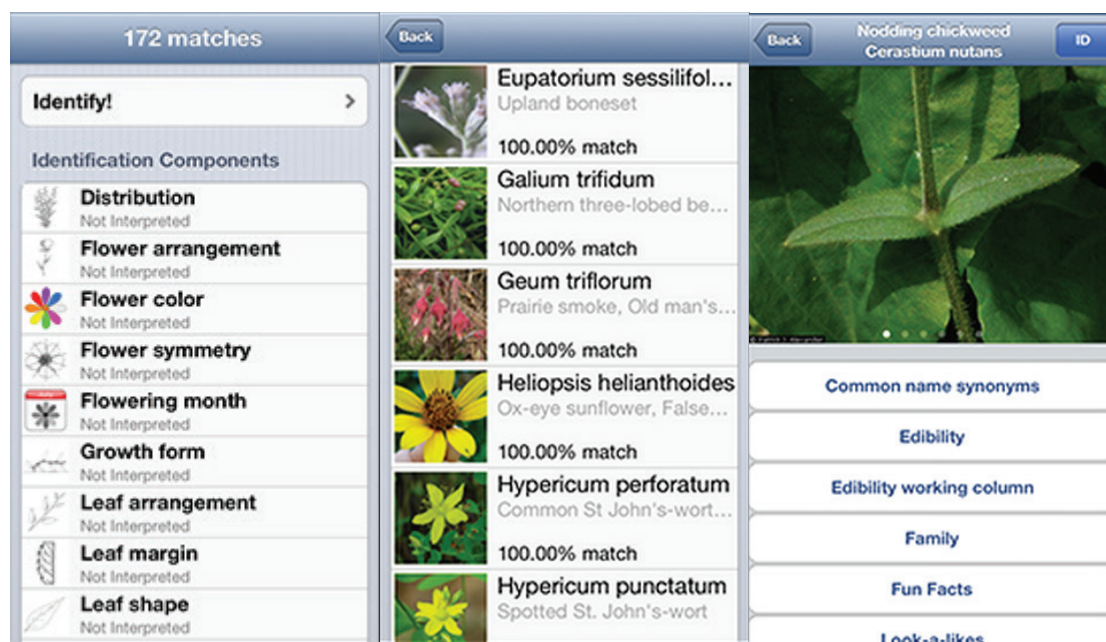 172 matches
Identify!
Identification Components
Distribution
Not Interpreted
Flower arrangement
Not Interpreted
Flower color
Not Interpreted
Flower symmetry
Not Interpreted
Flowering month
Not Interpreted
Growth form
Not Interpreted
Leaf arrangement
Not Interpreted
Leaf margin
Not Interpreted
Leaf shape
Not Interpreted
Back
Eupatorium sessilifol...
Upland boneset
100.00% match
Galium trifidum
Northern three-lobed be...
100.00% match
Geum triflorum
Prairie smoke, Old man's...
100.00% match
Heliopsis helianthoides
Ox-eye sunflower, False...
100.00% match
Hypericum perforatum
Common St John's-wort...
100.00% match
Hypericum punctatum
Spotted St. John's-wort
Back
Nodding chickweed
Cerastium nutans
ID
Common name synonyms
Edibility
Edibility working column
Family
Fun Facts
Look-a-likes